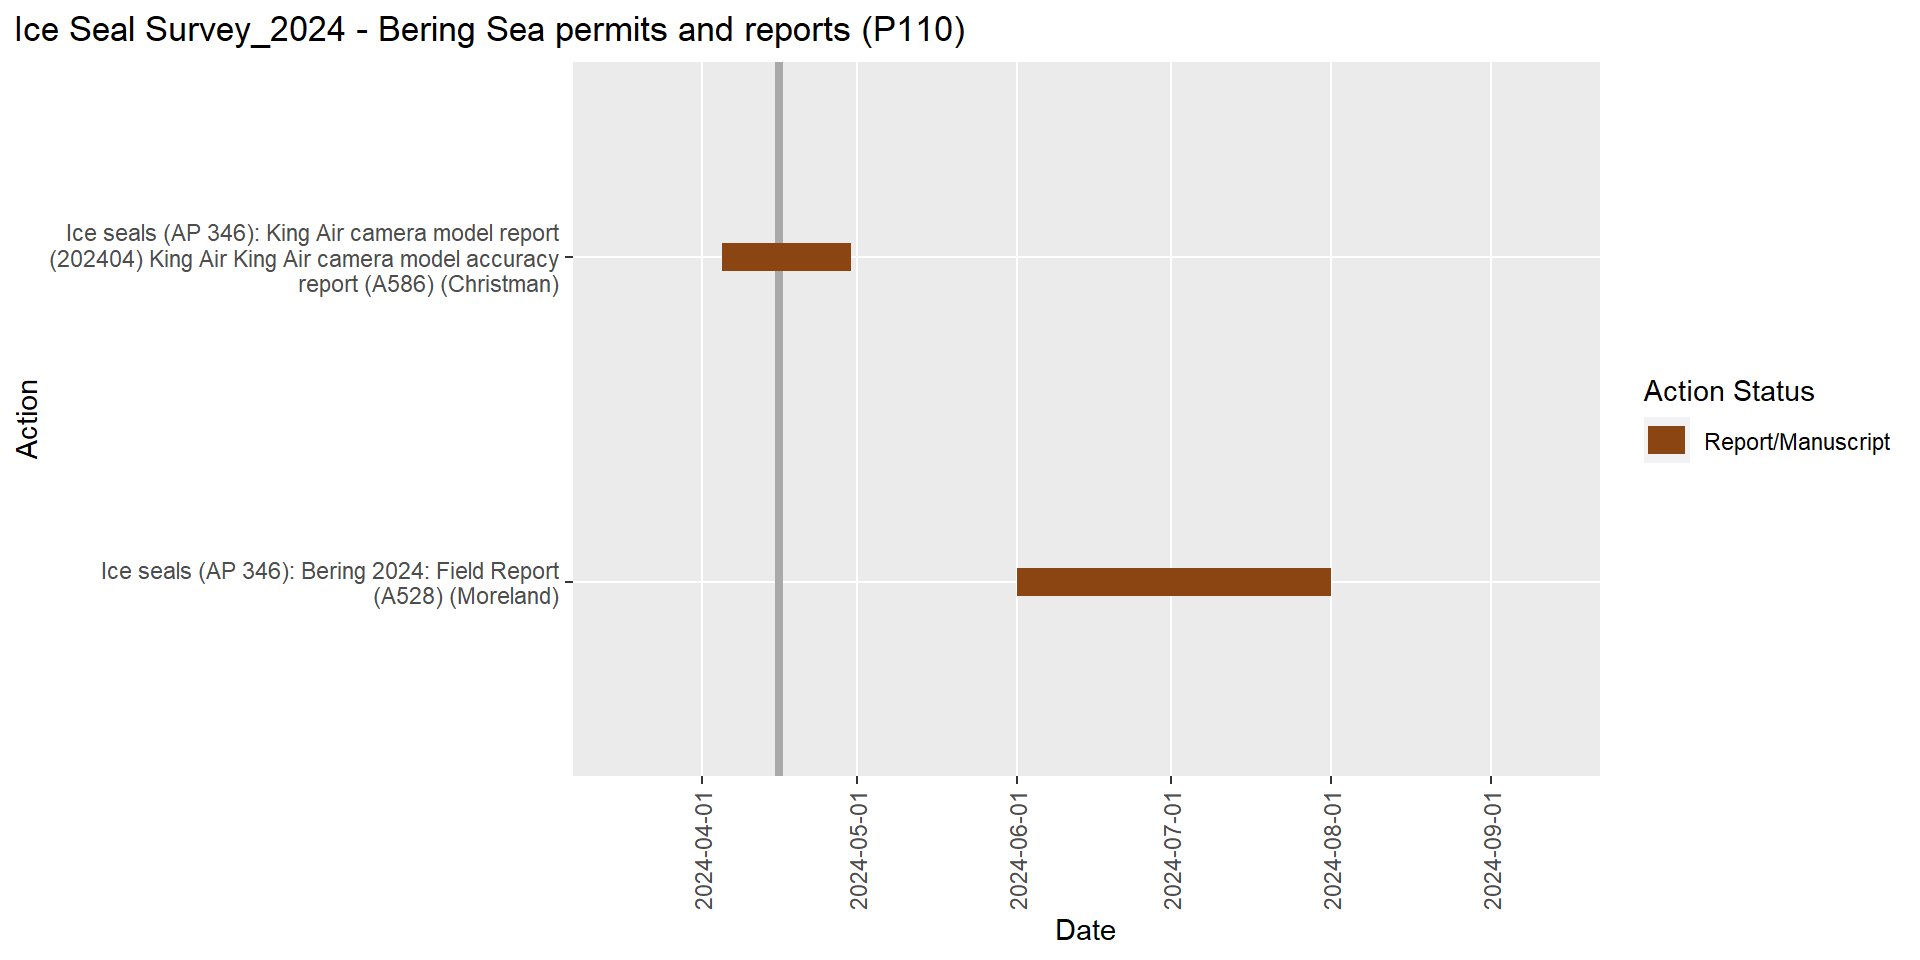 Ice Seal Survey_2024 - Bering Sea permits and reports (P110)
Ice seals (AP 346): King Air camera model report
(202404) King Air King Air camera model accuracy
report (A586) (Christman)
Ice seals (AP 346): Bering 2024: Field Report
(A528) (Moreland)
Action
2024-04-01
2024-05-01
2024-06-01
2024-07-01
2024-08-01
2024-09-01
Date
Action Status
Report/Manuscript